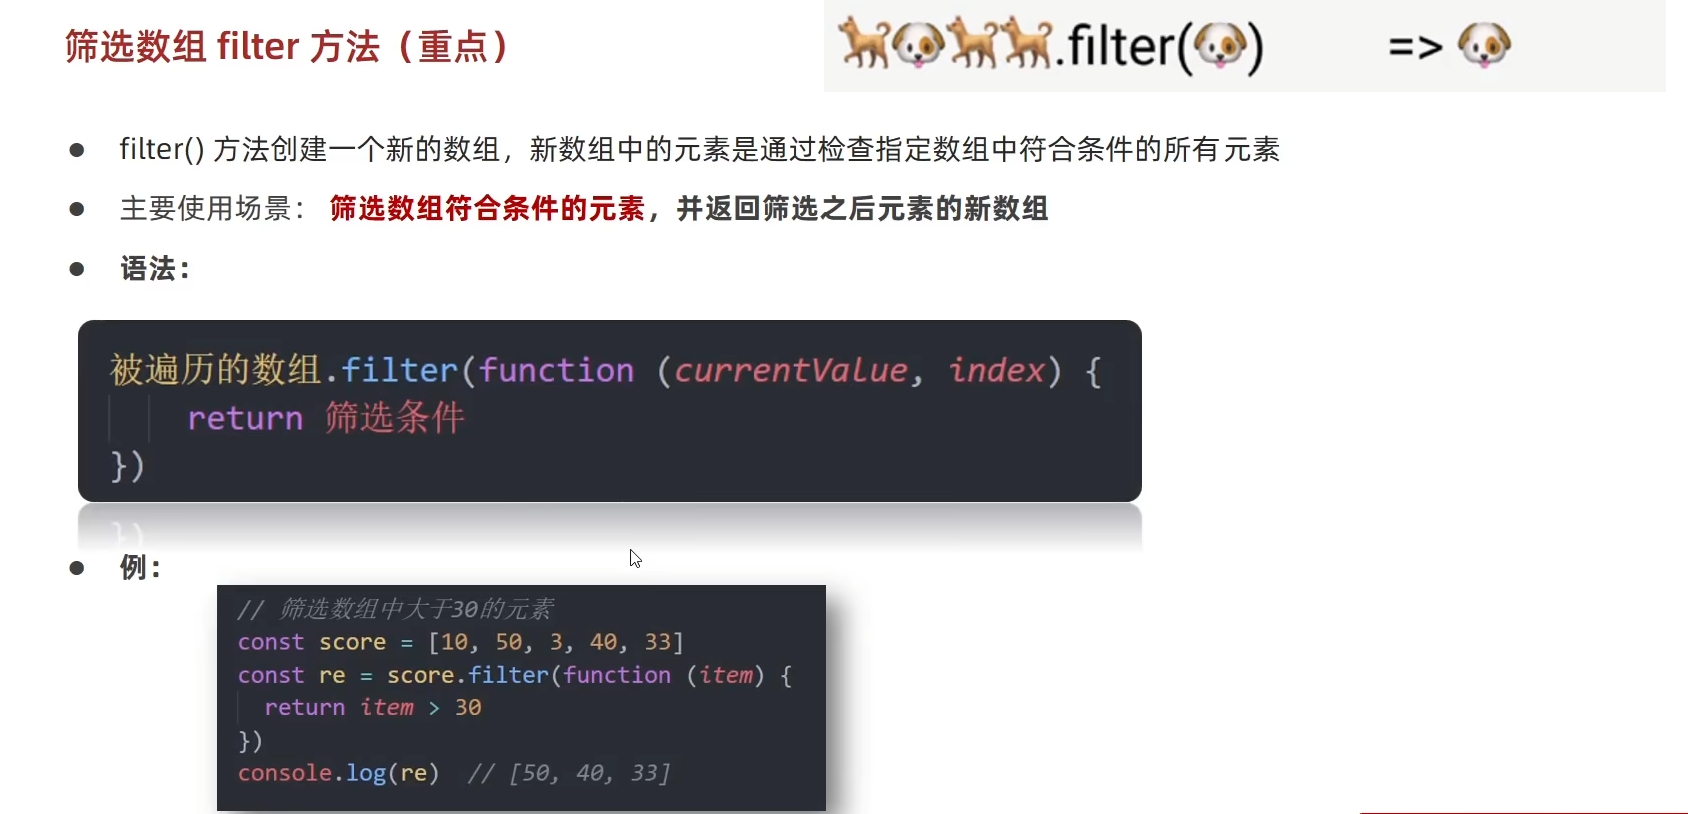 筛选数组 filter 方法（重点）
🐕🐶🐕🐕.filter(🐶) => 🐶
● filter() 方法创建一个新的数组，新数组中的元素是通过检查指定数组中符合条件的所有元素
● 主要使用场景： 筛选数组符合条件的元素，并返回筛选之后元素的新数组
● 语法：
被遍历的数组.filter(function (currentValue, index) {
return 筛选条件
})
● 例：
// 筛选数组中大于30的元素
const score = [10, 50, 3, 40, 33]
const re = score.filter(function (item) {
return item > 30
})
console.log(re) // [50, 40, 33]